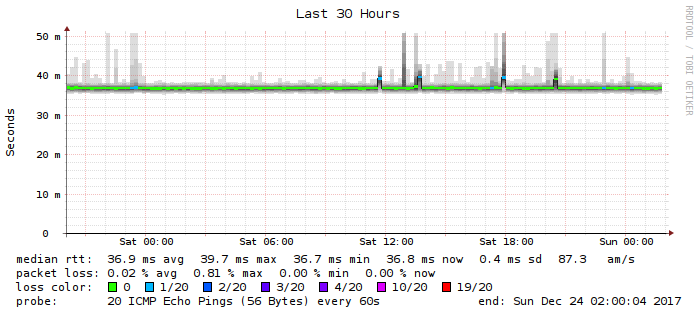 Last 30 Hours
RRDTOOL / TOBI OETIKER
Seconds
50 m
40 m
30 m
20 m
10 m
0
Sat 00:00 Sat 06:00 Sat 12:00 Sat 18:00 Sun 00:00
median rtt: 36.9 ms avg 39.7 ms max 36.7 ms min 36.8 ms now 0.4 ms sd 87.3 am/s
packet loss: 0.02 % avg 0.81 % max 0.00 % min 0.00 % now
loss color: 0 1/20 2/20 3/20 4/20 10/20 19/20
probe: 20 ICMP Echo Pings (56 Bytes) every 60s end: Sun Dec 24 02:00:04 2017